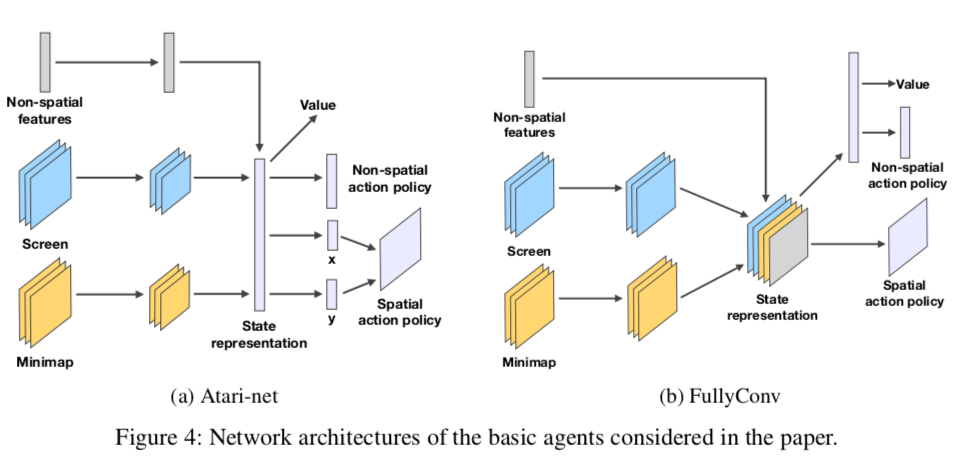 Non-spatial
features
Screen
Minimap
Value
Non-spatial
action policy
x
y
Spatial
action policy
State
representation
(a) Atari-net
Non-spatial
features
Screen
Minimap
Value
Non-spatial
action policy
State
representation
Spatial
action policy
(b) FullyConv
Figure 4: Network architectures of the basic agents considered in the paper.